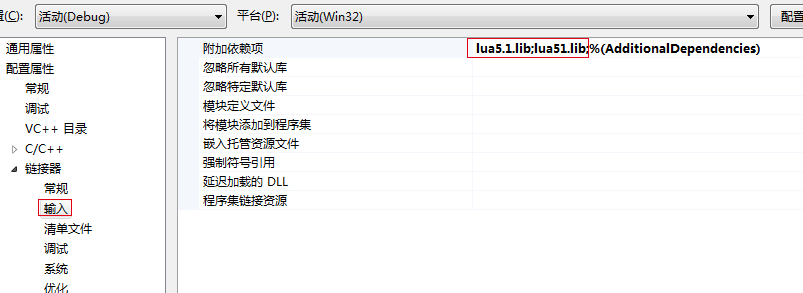 置(C): 活动(Debug) 平台(P): 活动(Win32) 配置
通用属性
配置属性
常规
调试
VC++ 目录
C/C++
链接器
常规
输入
清单文件
调试
系统
优化
附加依赖项 lua5.1.lib;lua51.lib;%(AdditionalDependencies)
忽略所有默认库
忽略特定默认库
模块定义文件
将模块添加到程序集
嵌入托管资源文件
强制符号引用
延迟加载的 DLL
程序集链接资源